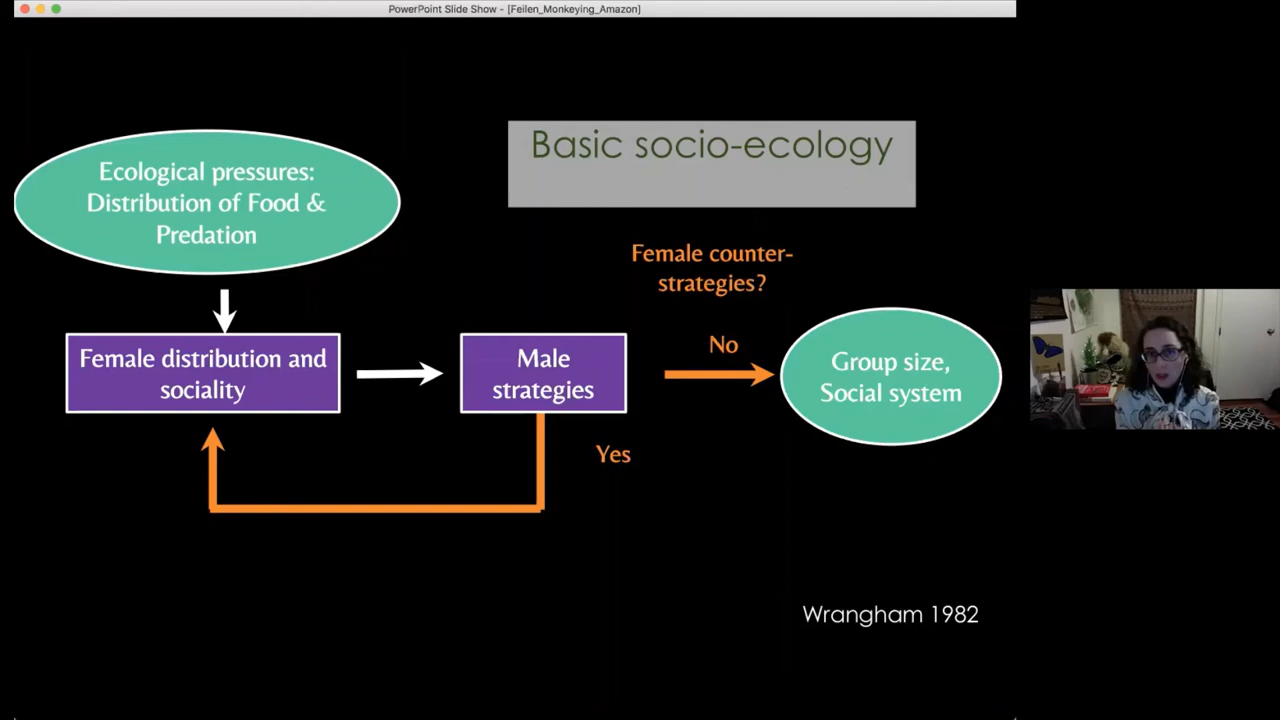 PowerPoint Slide Show - [Feilen_Monkeying_Amazon]
Basic socio-ecology
Ecological pressures:
Distribution of Food &
Predation
Female counter-
strategies?
Female distribution and
sociality
Male
strategies
No
Group size,
Social system
Yes
Wrangham 1982